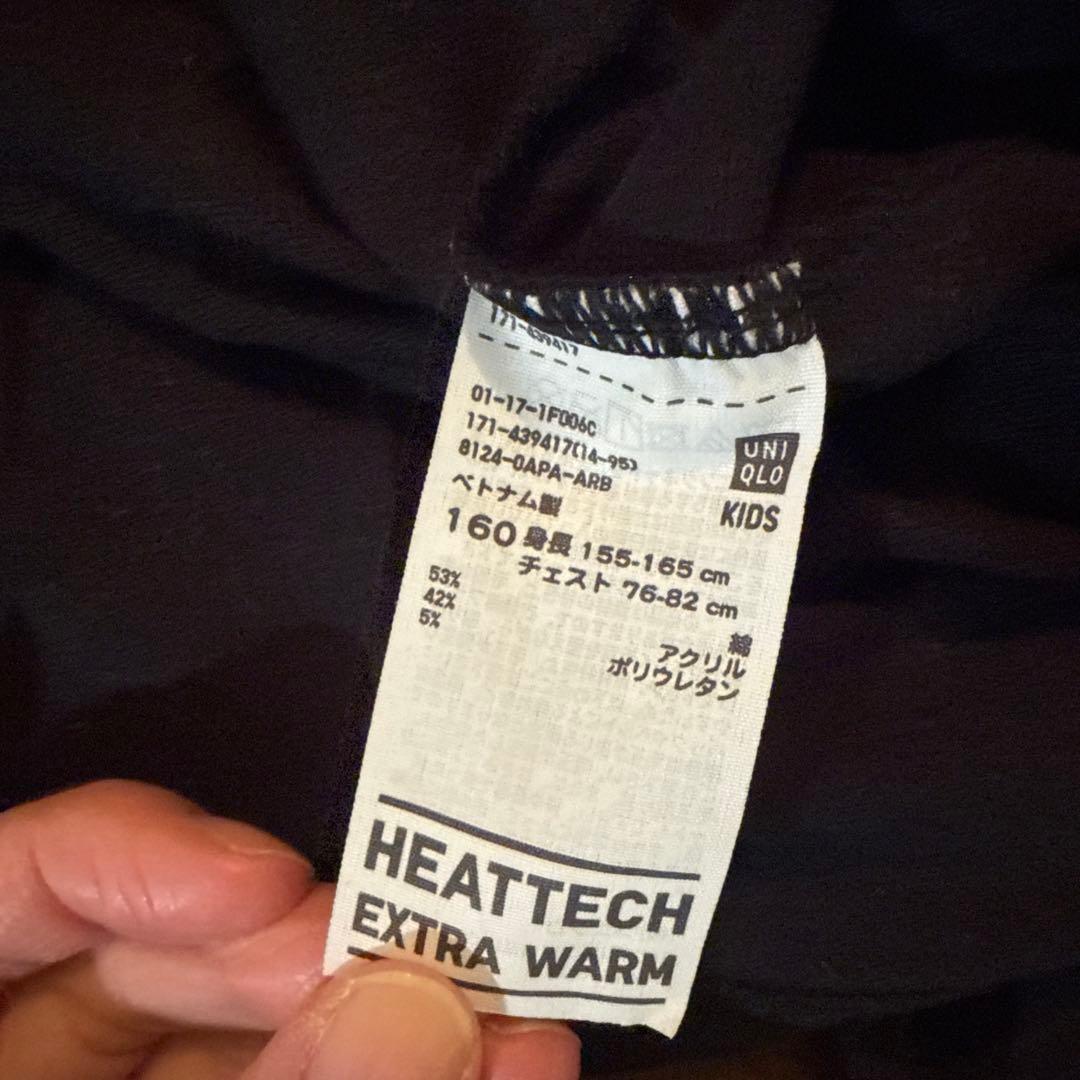 171-439417
01-17-1F006C
171-439417(14-95)
8124-0APA-ARB
ベトナム製
UNI
QLO
KIDS
160 身長 155-165 cm
チェスト 76-82 cm
53%
42%
5%
綿
アクリル
ポリウレタン
HEATTECH
EXTRA WARM